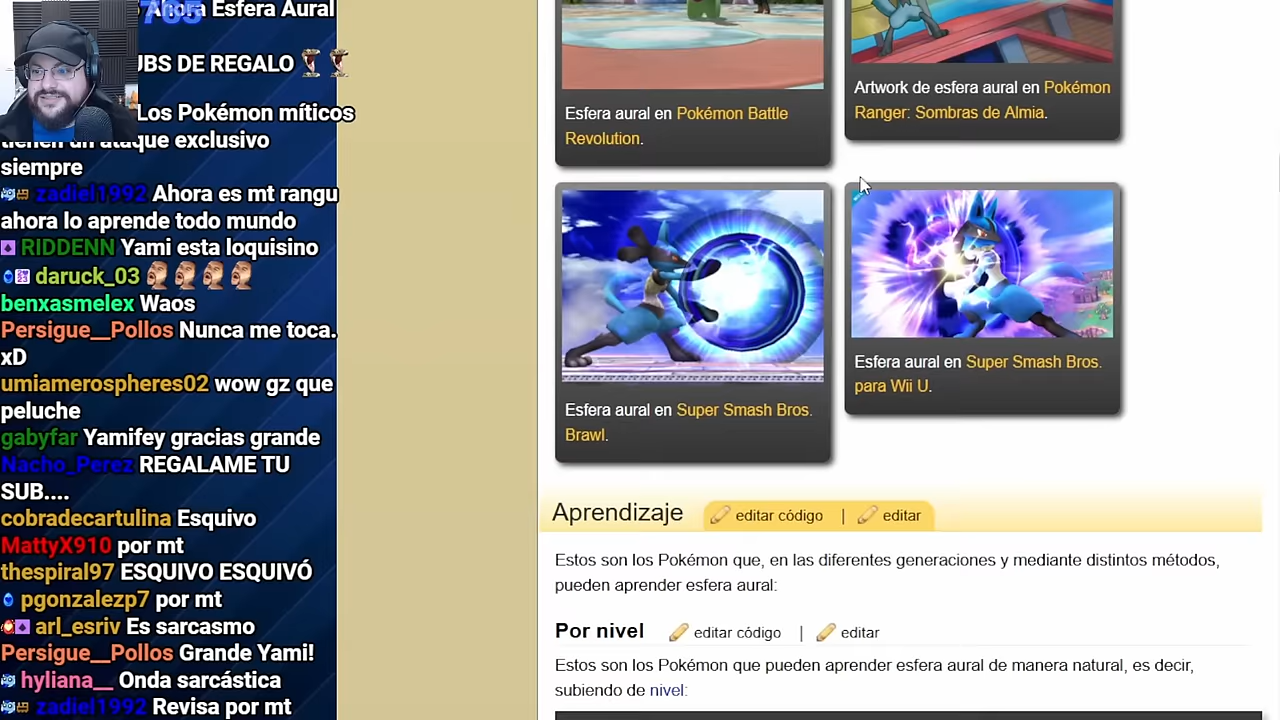 Ahora Esfera Aural
UBS DE REGALO
Los Pokémon míticos
tienen un ataque exclusivo
siempre
zadiel1992 Ahora es mt rangu
ahora lo aprende todo mundo
RIDDENN Yami esta loquisino
daruck_03
benxasmelex Waos
Persigue__Pollos Nunca me toca.
xD
umiamerospheres02 wow gz que
peluche
gabyfar Yamifey gracias grande
Nacho_Perez REGALAME TU
SUB....
cobradecartulina Esquivo
MattyX910 por mt
thespiral97 ESQUIVO ESQUIVÓ
pgonzalezp7 por mt
arl_esriv Es sarcasmo
Persigue__Pollos Grande Yami!
hyliana__ Onda sarcástica
zadiel1992 Revisa por mt
Esfera aural en Pokémon Battle
Revolution.
Artwork de esfera aural en Pokémon
Ranger: Sombras de Almia.
Esfera aural en Super Smash Bros.
Brawl.
Esfera aural en Super Smash Bros.
para Wii U.
Aprendizaje editar código | editar
Estos son los Pokémon que, en las diferentes generaciones y mediante distintos métodos,
pueden aprender esfera aural:
Por nivel editar código | editar
Estos son los Pokémon que pueden aprender esfera aural de manera natural, es decir,
subiendo de nivel: